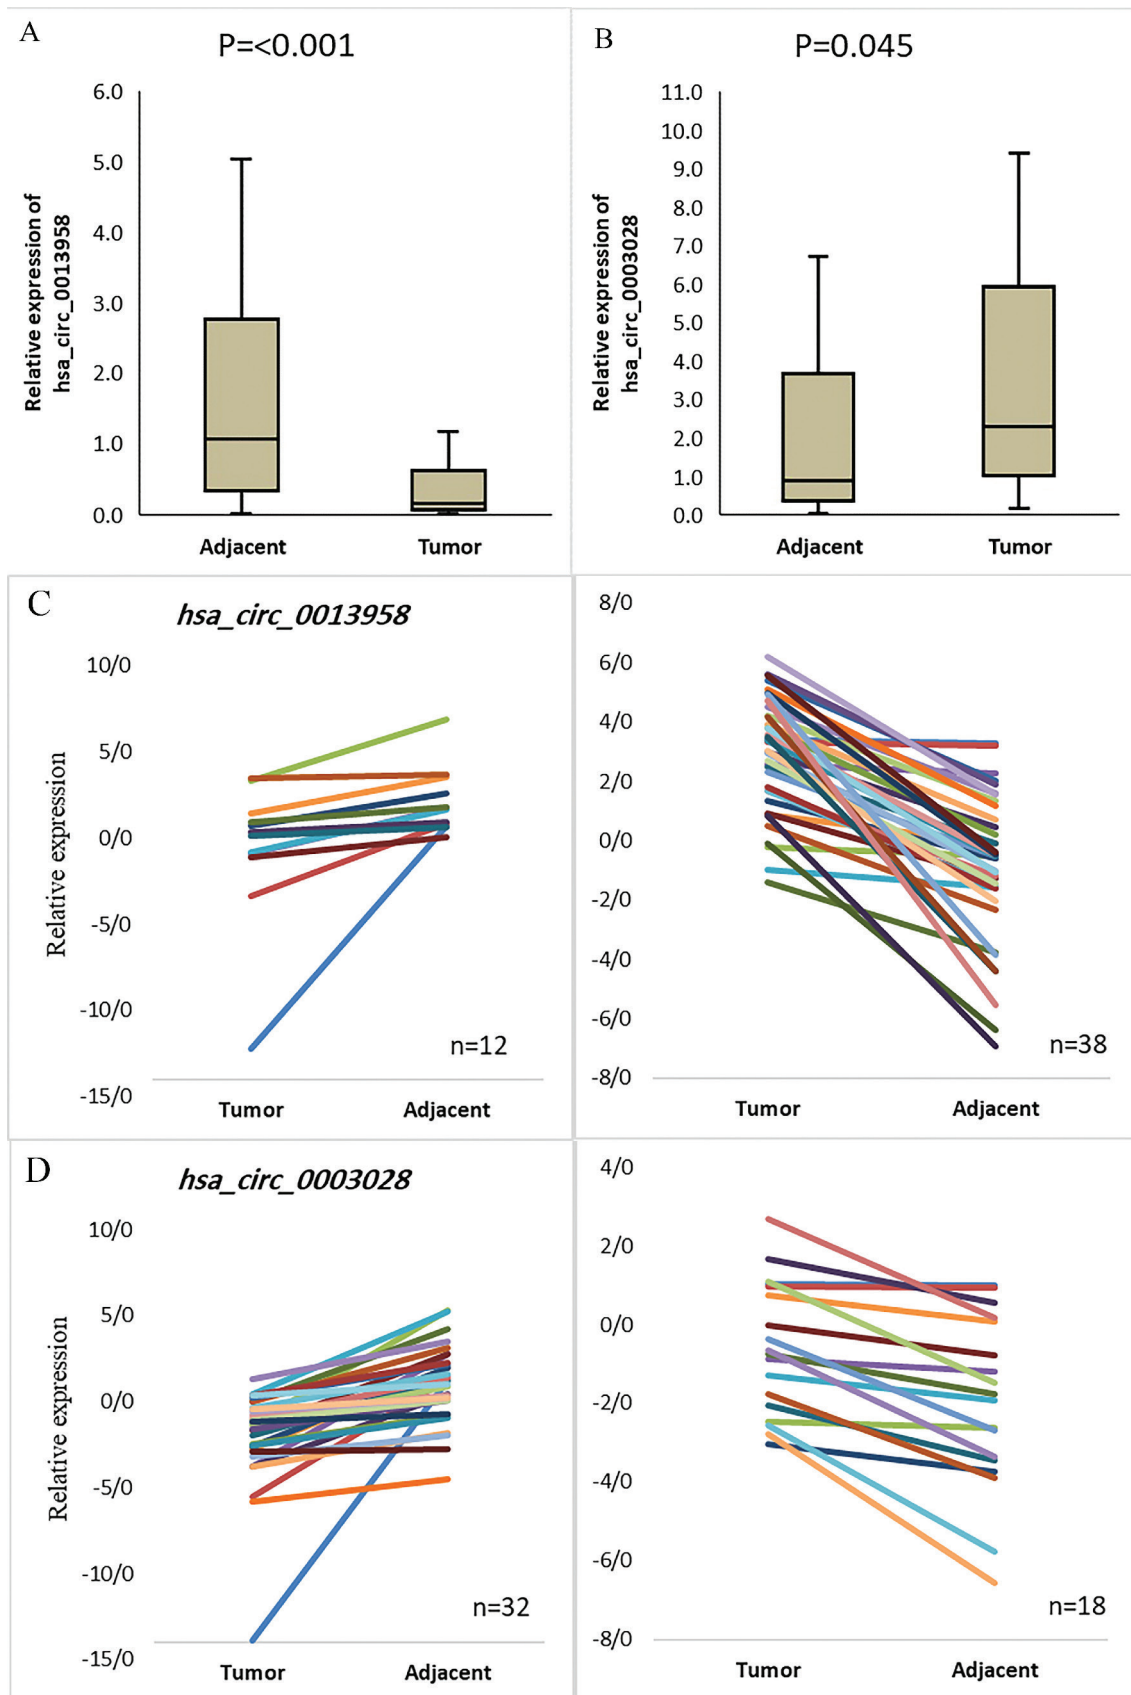 A
P=<0.001
6.0
5.0
4.0
3.0
2.0
1.0
0.0
Relative expression of
hsa_circ_0013958
Adjacent
Tumor
B
P=0.045
11.0
10.0
9.0
8.0
7.0
6.0
5.0
4.0
3.0
2.0
1.0
0.0
Relative expression of
hsa_circ_0003028
Adjacent
Tumor
C
hsa_circ_0013958
10/0
5/0
0/0
-5/0
-10/0
-15/0
Relative expression
n=12
Tumor
Adjacent
8/0
6/0
4/0
2/0
0/0
-2/0
-4/0
-6/0
-8/0
n=38
Tumor
Adjacent
D
hsa_circ_0003028
10/0
5/0
0/0
-5/0
-10/0
-15/0
Relative expression
n=32
Tumor
Adjacent
4/0
2/0
0/0
-2/0
-4/0
-6/0
-8/0
n=18
Tumor
Adjacent